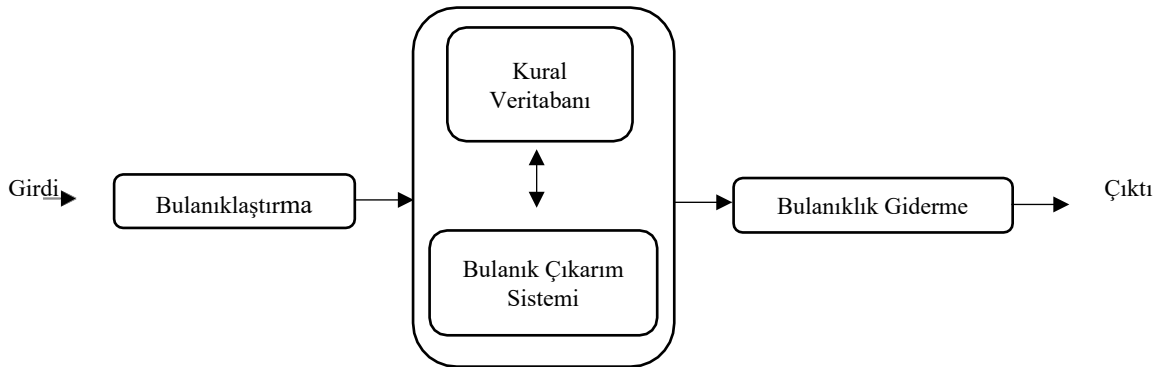 Kural
Veritabanı
Girdi
Bulanıklaştırma
Bulanıklık Giderme
Çıktı
Bulanık Çıkarım
Sistemi